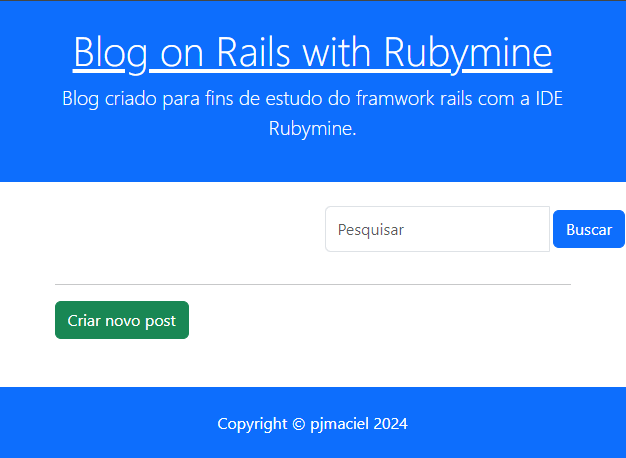 Blog on Rails with Rubymine
Blog criado para fins de estudo do framwork rails com a IDE
Rubymine.
Pesquisar
Buscar
Criar novo post
Copyright © pjmaciel 2024